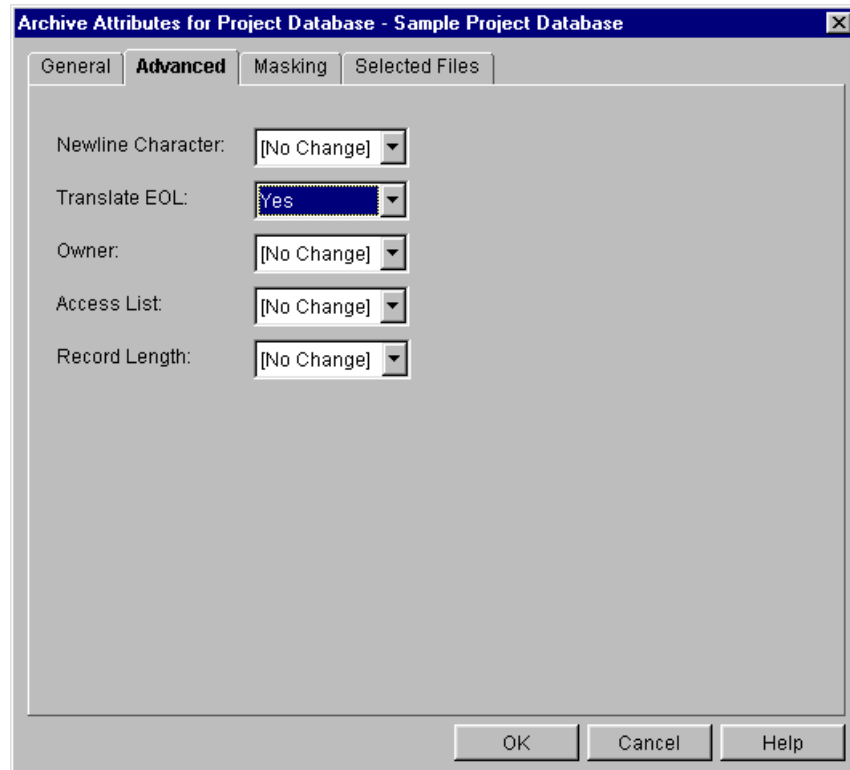 Archive Attributes for Project Database - Sample Project Database
General Advanced Masking Selected Files
Newline Character: [No Change]
Translate EOL: Yes
Owner: [No Change]
Access List: [No Change]
Record Length: [No Change]
OK Cancel Help